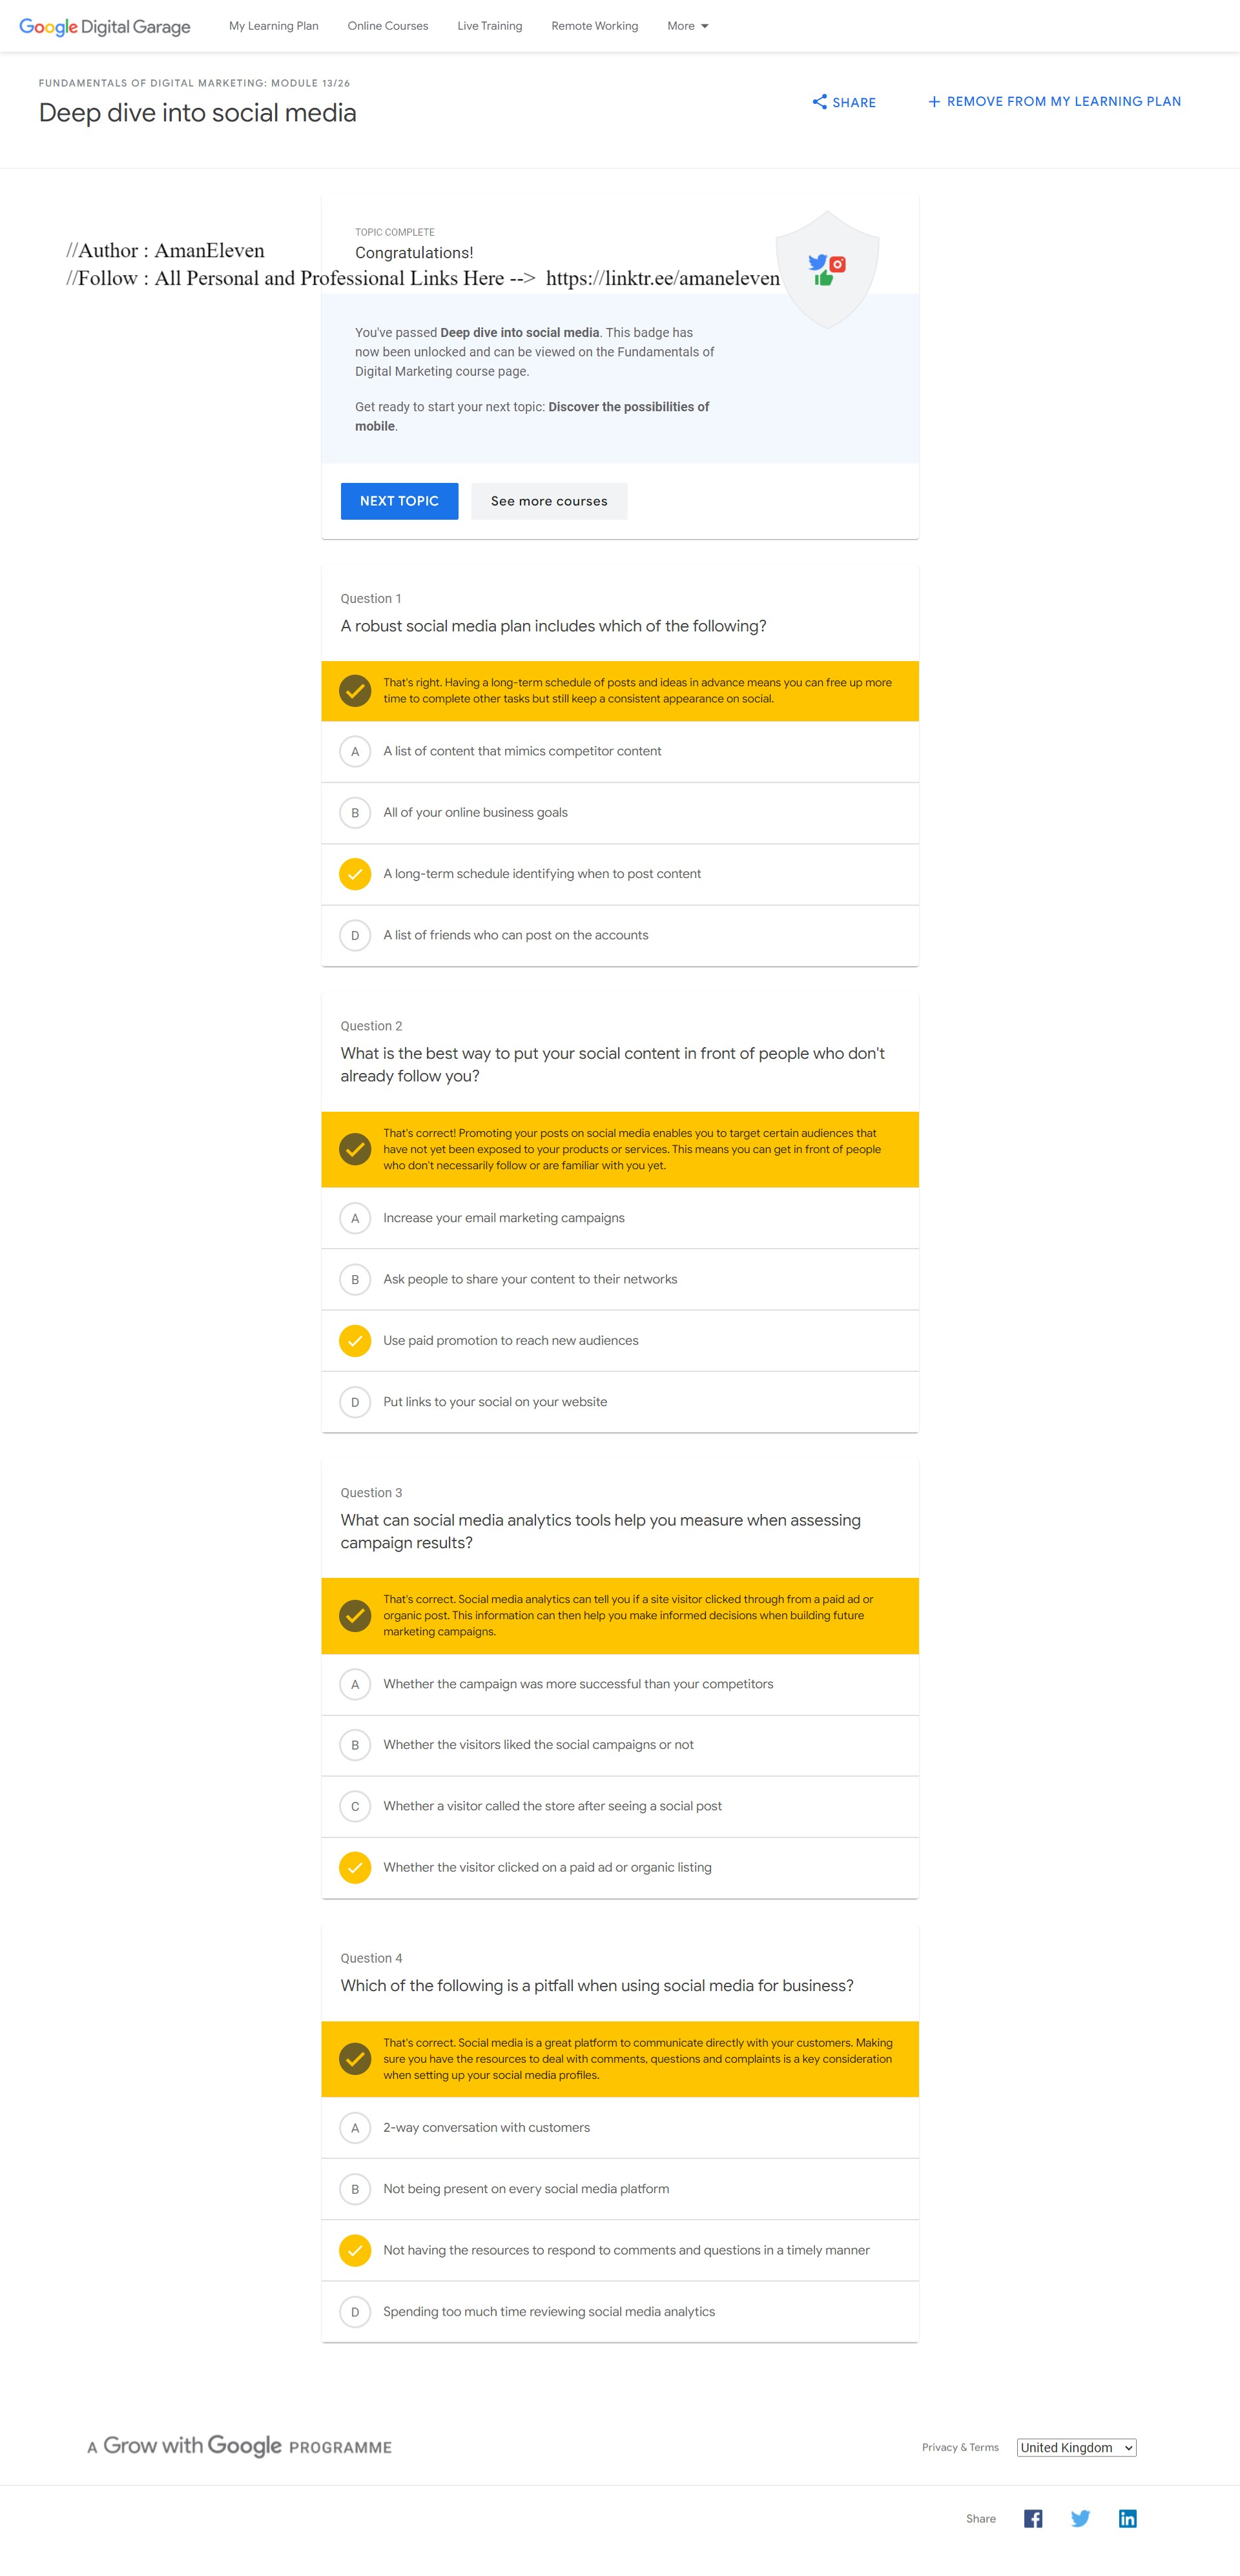 Google Digital Garage My Learning Plan Online Courses Live Training Remote Working More
FUNDAMENTALS OF DIGITAL MARKETING: MODULE 13/26
Deep dive into social media
SHARE
REMOVE FROM MY LEARNING PLAN
TOPIC COMPLETE
//Author : AmanEleven
Congratulations!
//Follow : All Personal and Professional Links Here --> https://linktr.ee/amaneleven
You've passed Deep dive into social media. This badge has
now been unlocked and can be viewed on the Fundamentals of
Digital Marketing course page.
Get ready to start your next topic: Discover the possibilities of
mobile.
NEXT TOPIC See more courses
Question 1
A robust social media plan includes which of the following?
That's right. Having a long-term schedule of posts and ideas in advance means you can free up more
time to complete other tasks but still keep a consistent appearance on social.
A A list of content that mimics competitor content
B All of your online business goals
A long-term schedule identifying when to post content
D A list of friends who can post on the accounts
Question 2
What is the best way to put your social content in front of people who don't
already follow you?
That's correct! Promoting your posts on social media enables you to target certain audiences that
have not yet been exposed to your products or services. This means you can get in front of people
who don't necessarily follow or are familiar with you yet.
A Increase your email marketing campaigns
B Ask people to share your content to their networks
Use paid promotion to reach new audiences
D Put links to your social on your website
Question 3
What can social media analytics tools help you measure when assessing
campaign results?
That's correct. Social media analytics can tell you if a site visitor clicked through from a paid ad or
organic post. This information can then help you make informed decisions when building future
marketing campaigns.
A Whether the campaign was more successful than your competitors
B Whether the visitors liked the social campaigns or not
C Whether a visitor called the store after seeing a social post
Whether the visitor clicked on a paid ad or organic listing
Question 4
Which of the following is a pitfall when using social media for business?
That's correct. Social media is a great platform to communicate directly with your customers. Making
sure you have the resources to deal with comments, questions and complaints is a key consideration
when setting up your social media profiles.
A 2-way conversation with customers
B Not being present on every social media platform
Not having the resources to respond to comments and questions in a timely manner
D Spending too much time reviewing social media analytics
A Grow with Google PROGRAMME
Privacy & Terms United Kingdom
Share